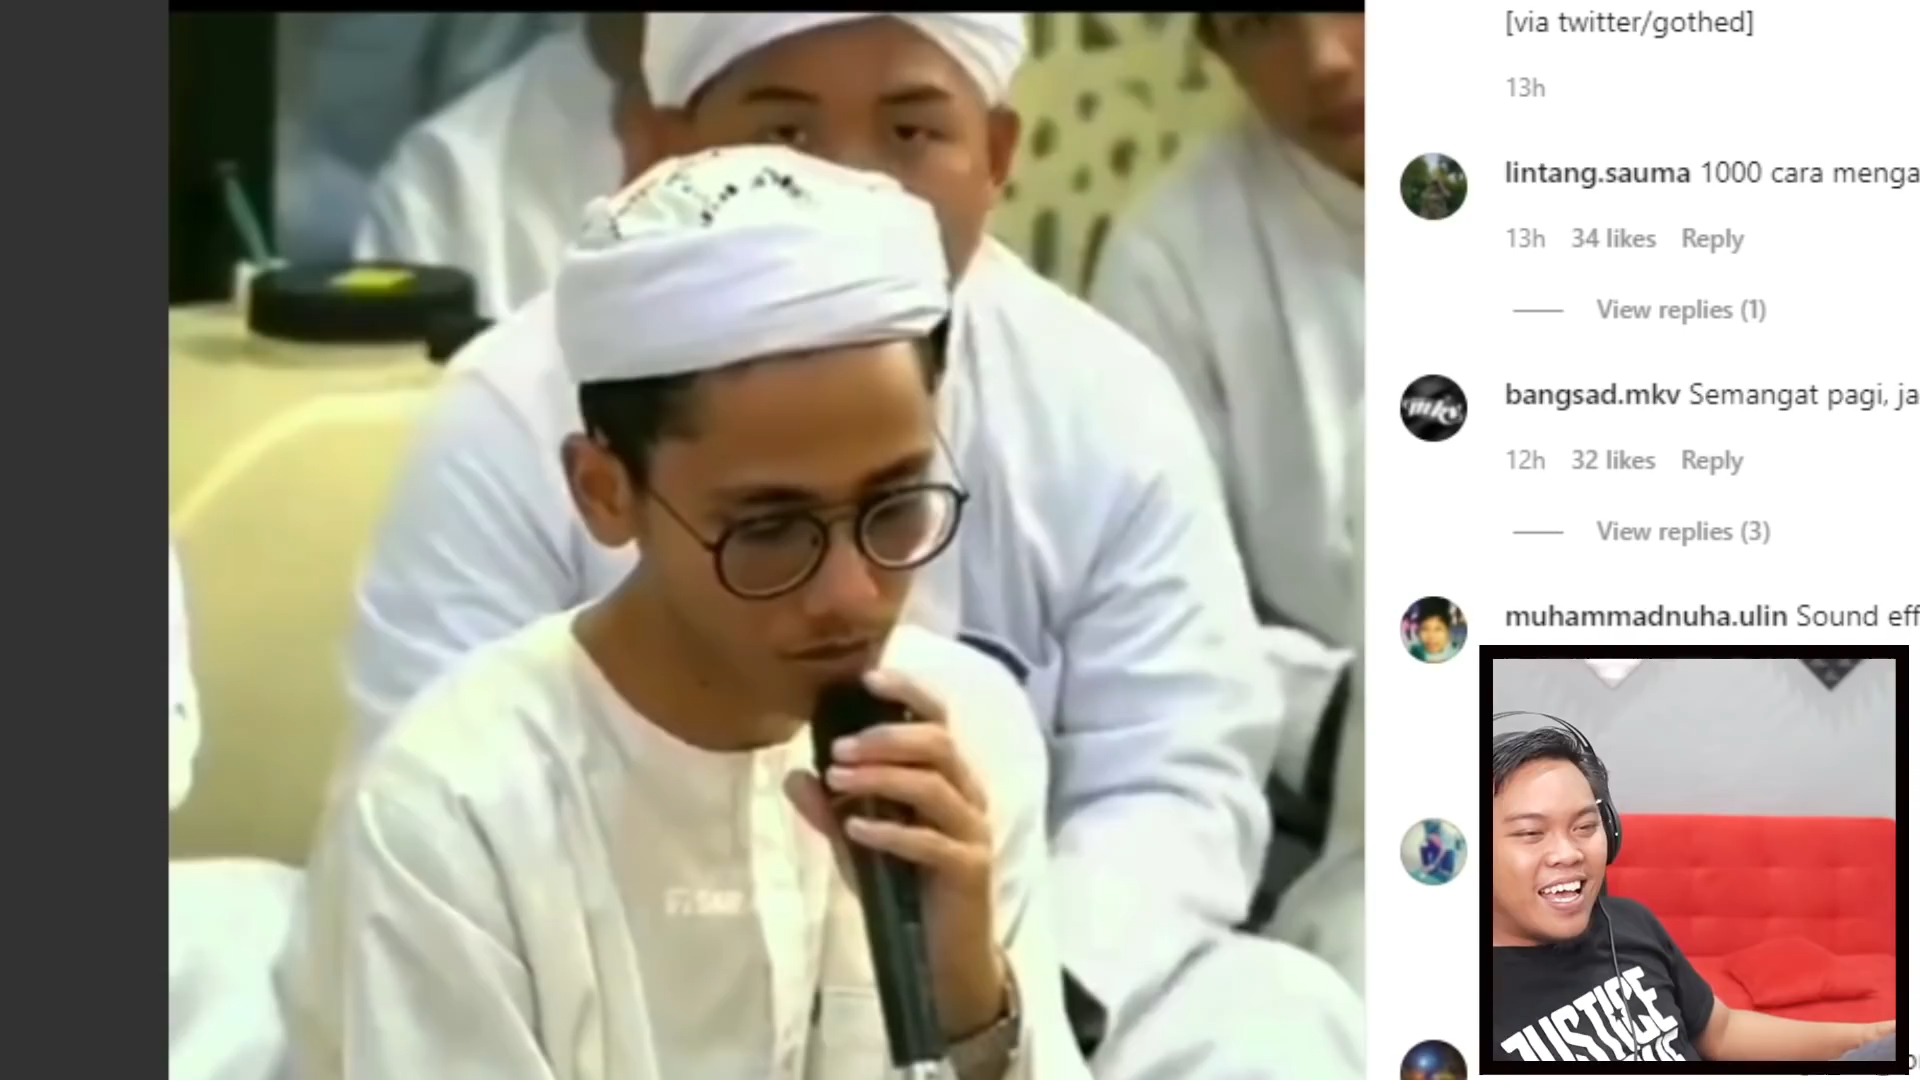 [via twitter/gothed]
13h
lintang.sauma 1000 cara menga
13h 34 likes Reply
View replies (1)
bangsad.mkv Semangat pagi, ja
12h 32 likes Reply
View replies (3)
muhammadnuha.ulin Sound eff
JUSTICE